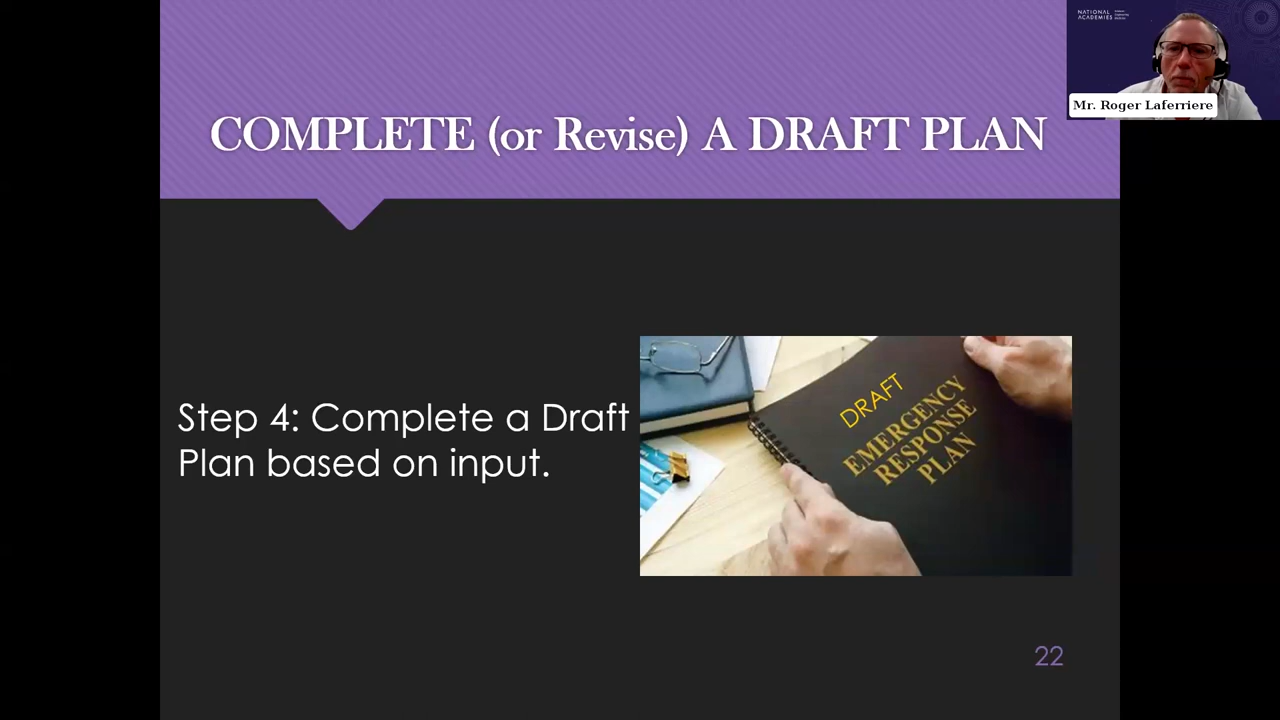 NATIONAL
ACADEMIES
Mr. Roger Laferriere
COMPLETE (or Revise) A DRAFT PLAN
Step 4: Complete a Draft
Plan based on input.
DRAFT
EMERGENCY
RESPONSE
PLAN
22